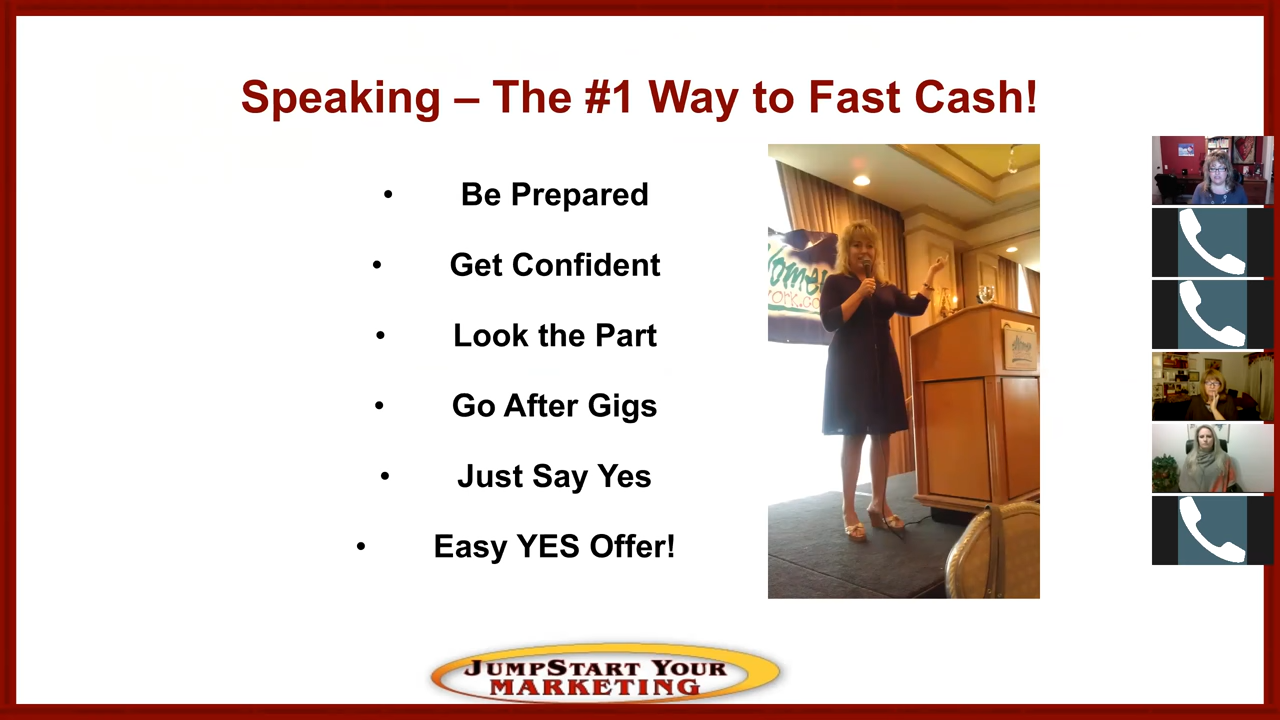 Speaking – The #1 Way to Fast Cash!
• Be Prepared
• Get Confident
• Look the Part
• Go After Gigs
• Just Say Yes
• Easy YES Offer!
JUMPSTART YOUR
MARKETING